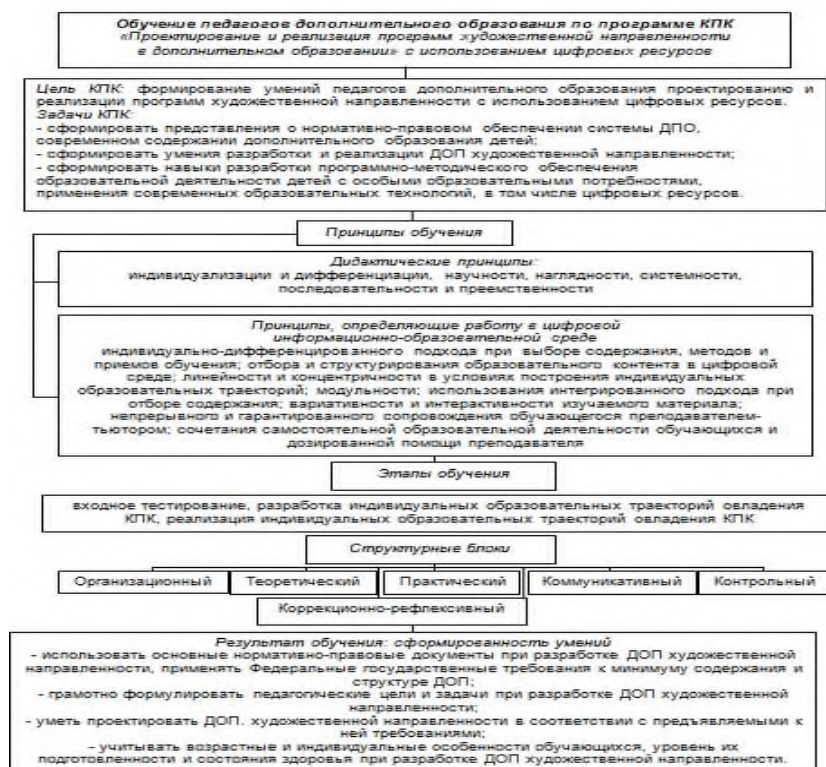 Обучение педагогов дополнительного образования по программе КПК
«Проектирование и реализация программ художественной направленности
в дополнительном образовании» с использованием цифровых ресурсов
Цель КПК: формирование умений педагогов дополнительного образования проектированию и
реализации программ художественной направленности с использованием цифровых ресурсов.
Задачи КПК:
- сформировать представления о нормативно-правовом обеспечении системы ДПО,
современном содержании дополнительного образования детей;
- сформировать умения разработки и реализации ДОП художественной направленности;
- сформировать навыки разработки программно-методического обеспечения
образовательной деятельности детей с особыми образовательными потребностями,
применения современных образовательных технологий, в том числе цифровых ресурсов.
Принципы обучения
Дидактические принципы:
индивидуализации и дифференциации, научности, наглядности, системности,
последовательности и преемственности
Принципы, определяющие работу в цифровой
информационно-образовательной среде
индивидуально-дифференцированного подхода при выборе содержания, методов и
приемов обучения; отбора и структурирования образовательного контента в цифровой
среде; линейности и концентричности в условиях построения индивидуальных
образовательных траекторий; модульности; использования интегрированного подхода при
отборе содержания; вариативности и интерактивности изучаемого материала;
непрерывного и гарантированного сопровождения обучающегося преподавателем-
тьютором; сочетания самостоятельной образовательной деятельности обучающихся и
дозированной помощи преподавателя
Этапы обучения
входное тестирование, разработка индивидуальных образовательных траекторий овладения
КПК, реализация индивидуальных образовательных траекторий овладения КПК
Структурные блоки
Организационный Теоретический Практический Коммуникативный Контрольный
Коррекционно-рефлексивный
Результат обучения: сформированность умений
- использовать основные нормативно-правовые документы при разработке ДОП художественной
направленности, применять Федеральные государственные требования к минимуму содержания и
структуре ДОП;
- грамотно формулировать педагогические цели и задачи при разработке ДОП художественной
направленности;
- уметь проектировать ДОП. художественной направленности в соответствии с предъявляемыми к
ней требованиями;
- учитывать возрастные и индивидуальные особенности обучающихся, уровень их
подготовленности и состояния здоровья при разработке ДОП художественной направленности.